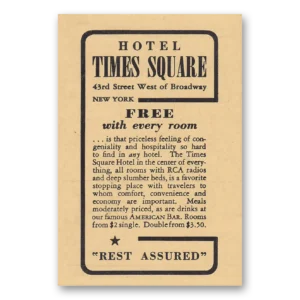 HOTEL
TIMES SQUARE
43rd Street West of Broadway
NEW YORK
FREE
with every room
. . . is that priceless feeling of con-
geniality and hospitality so hard
to find in any hotel. The Times
Square Hotel in the center of every-
thing, all rooms with RCA radios
and deep slumber beds, is a favorite
stopping place with travelers to
whom comfort, convenience and
economy are important. Meals
moderately priced, as are drinks at
our famous AMERICAN BAR. Rooms
from $2 single. Double from $3.50.
"REST ASSURED"